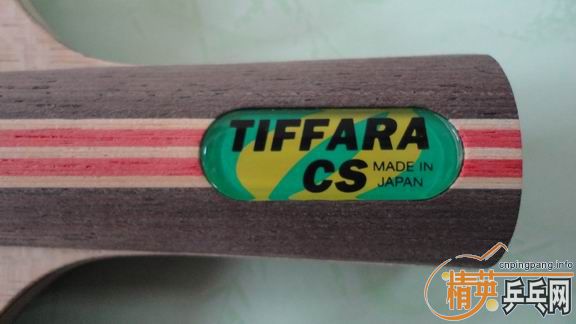 TIFFARA
CS MADE IN JAPAN
cnpingpang.info
精英乒乓网